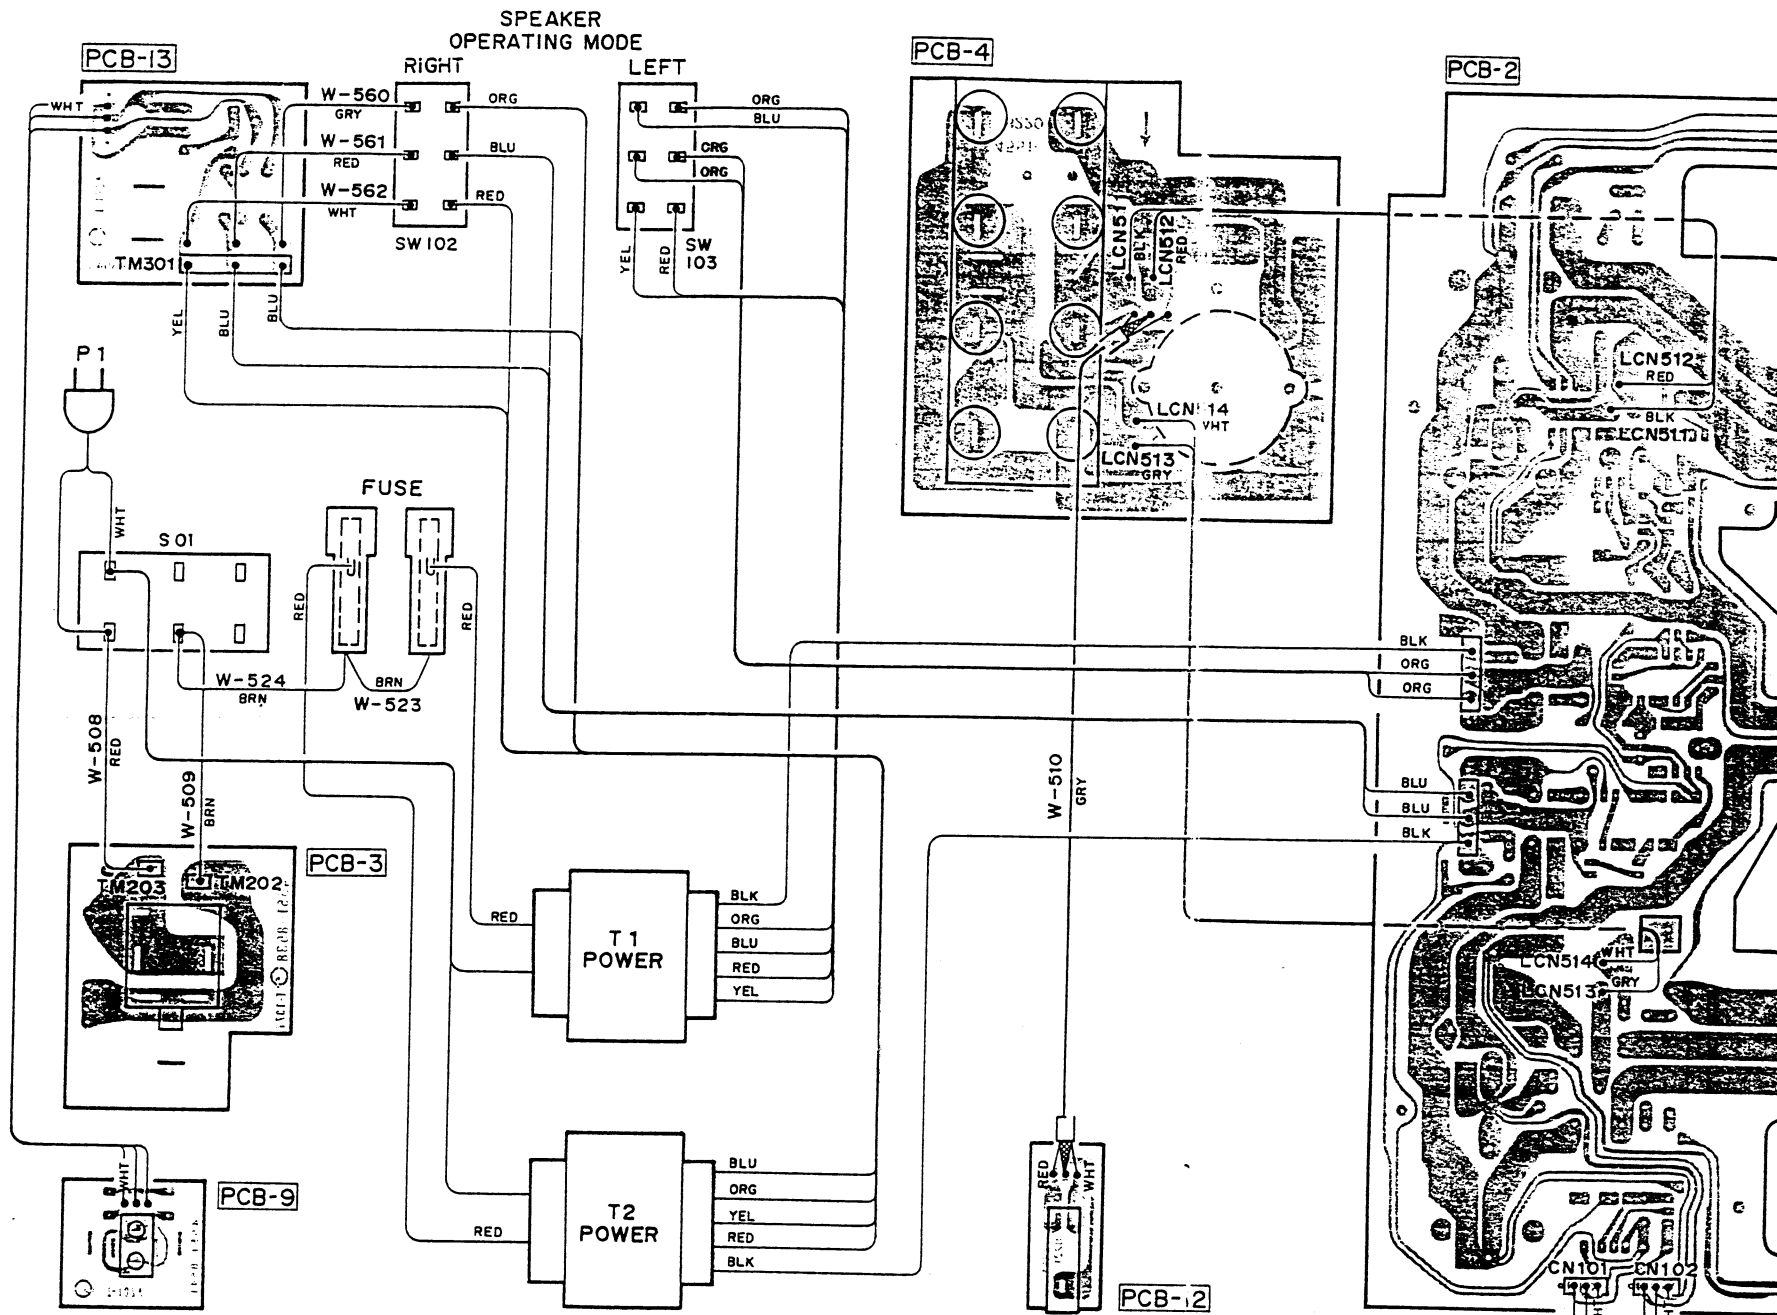 SPEAKER
OPERATING MODE
RIGHT
LEFT
PCB-13
PCB-4
PCB-2
WHT
W-560
GRY
W-561
RED
W-562
WHT
ORG
BLU
RED
SW102
ORG
BLU
ORG
ORG
YEL
RED
SW
103
TM301
YEL
BLU
BLU
LCN511
BLK
LCN512
RED
LCN512
RED
BLK
LCN511
P1
WHT
S01
FUSE
RED
RED
LCN514
WHT
LCN513
GRY
W-524
BRN
BRN
W-523
W-508
RED
W-509
BRN
BLK
ORG
ORG
W-510
GRY
BLU
BLU
BLK
PCB-3
TM203
TM202
RED
T1
POWER
BLK
ORG
BLU
RED
YEL
WHT
LCN514
GRY
LCN513
PCB-9
WHT
RED
T2
POWER
BLU
ORG
YEL
RED
BLK
RED
WHT
PCB-12
CN101
CN102